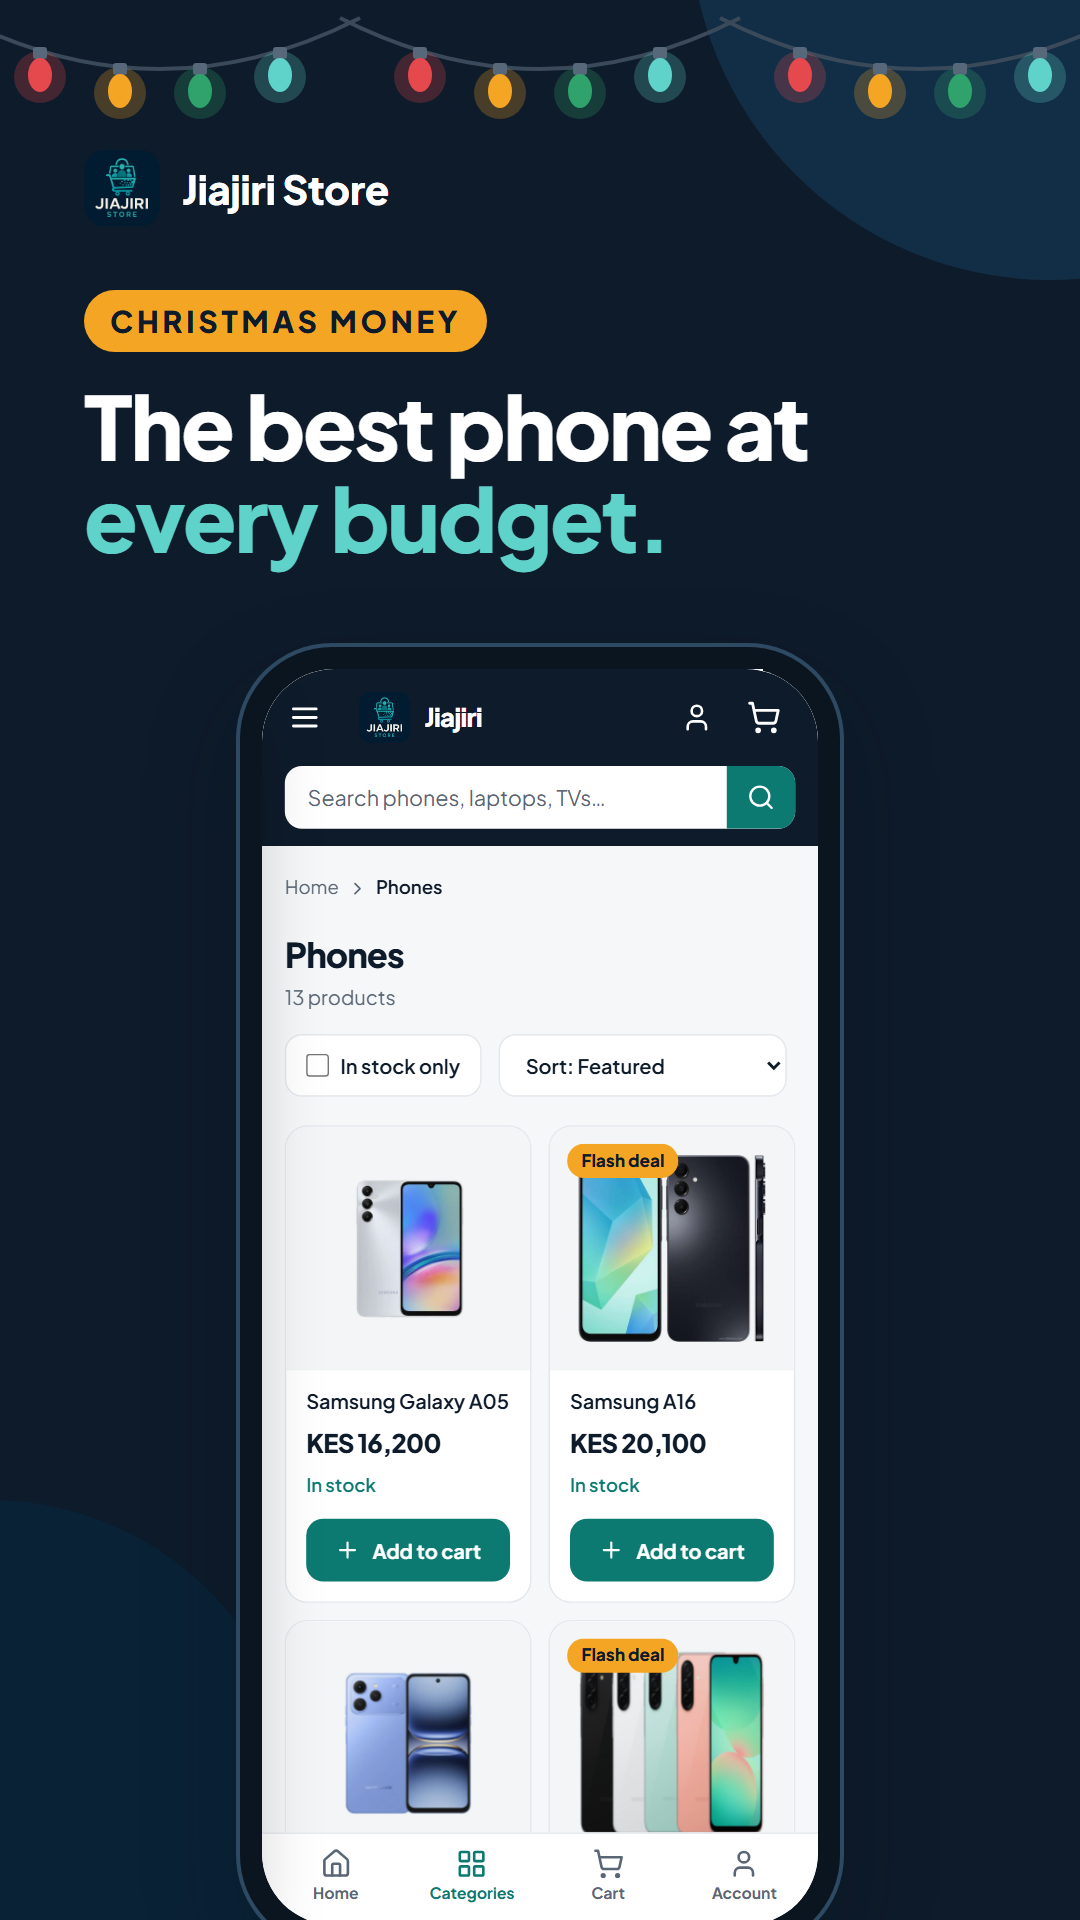 JIAJIRI
STORE
Jiajiri Store
CHRISTMAS MONEY
The best phone at
every budget.
JIAJIRI
STORE
Jiajiri
Search phones, laptops, TVs...
Home > Phones
Phones
13 products
In stock only
Sort: Featured
Flash deal
Samsung Galaxy A05
KES 16,200
In stock
+ Add to cart
Samsung A16
KES 20,100
In stock
+ Add to cart
Flash deal
Home
Categories
Cart
Account